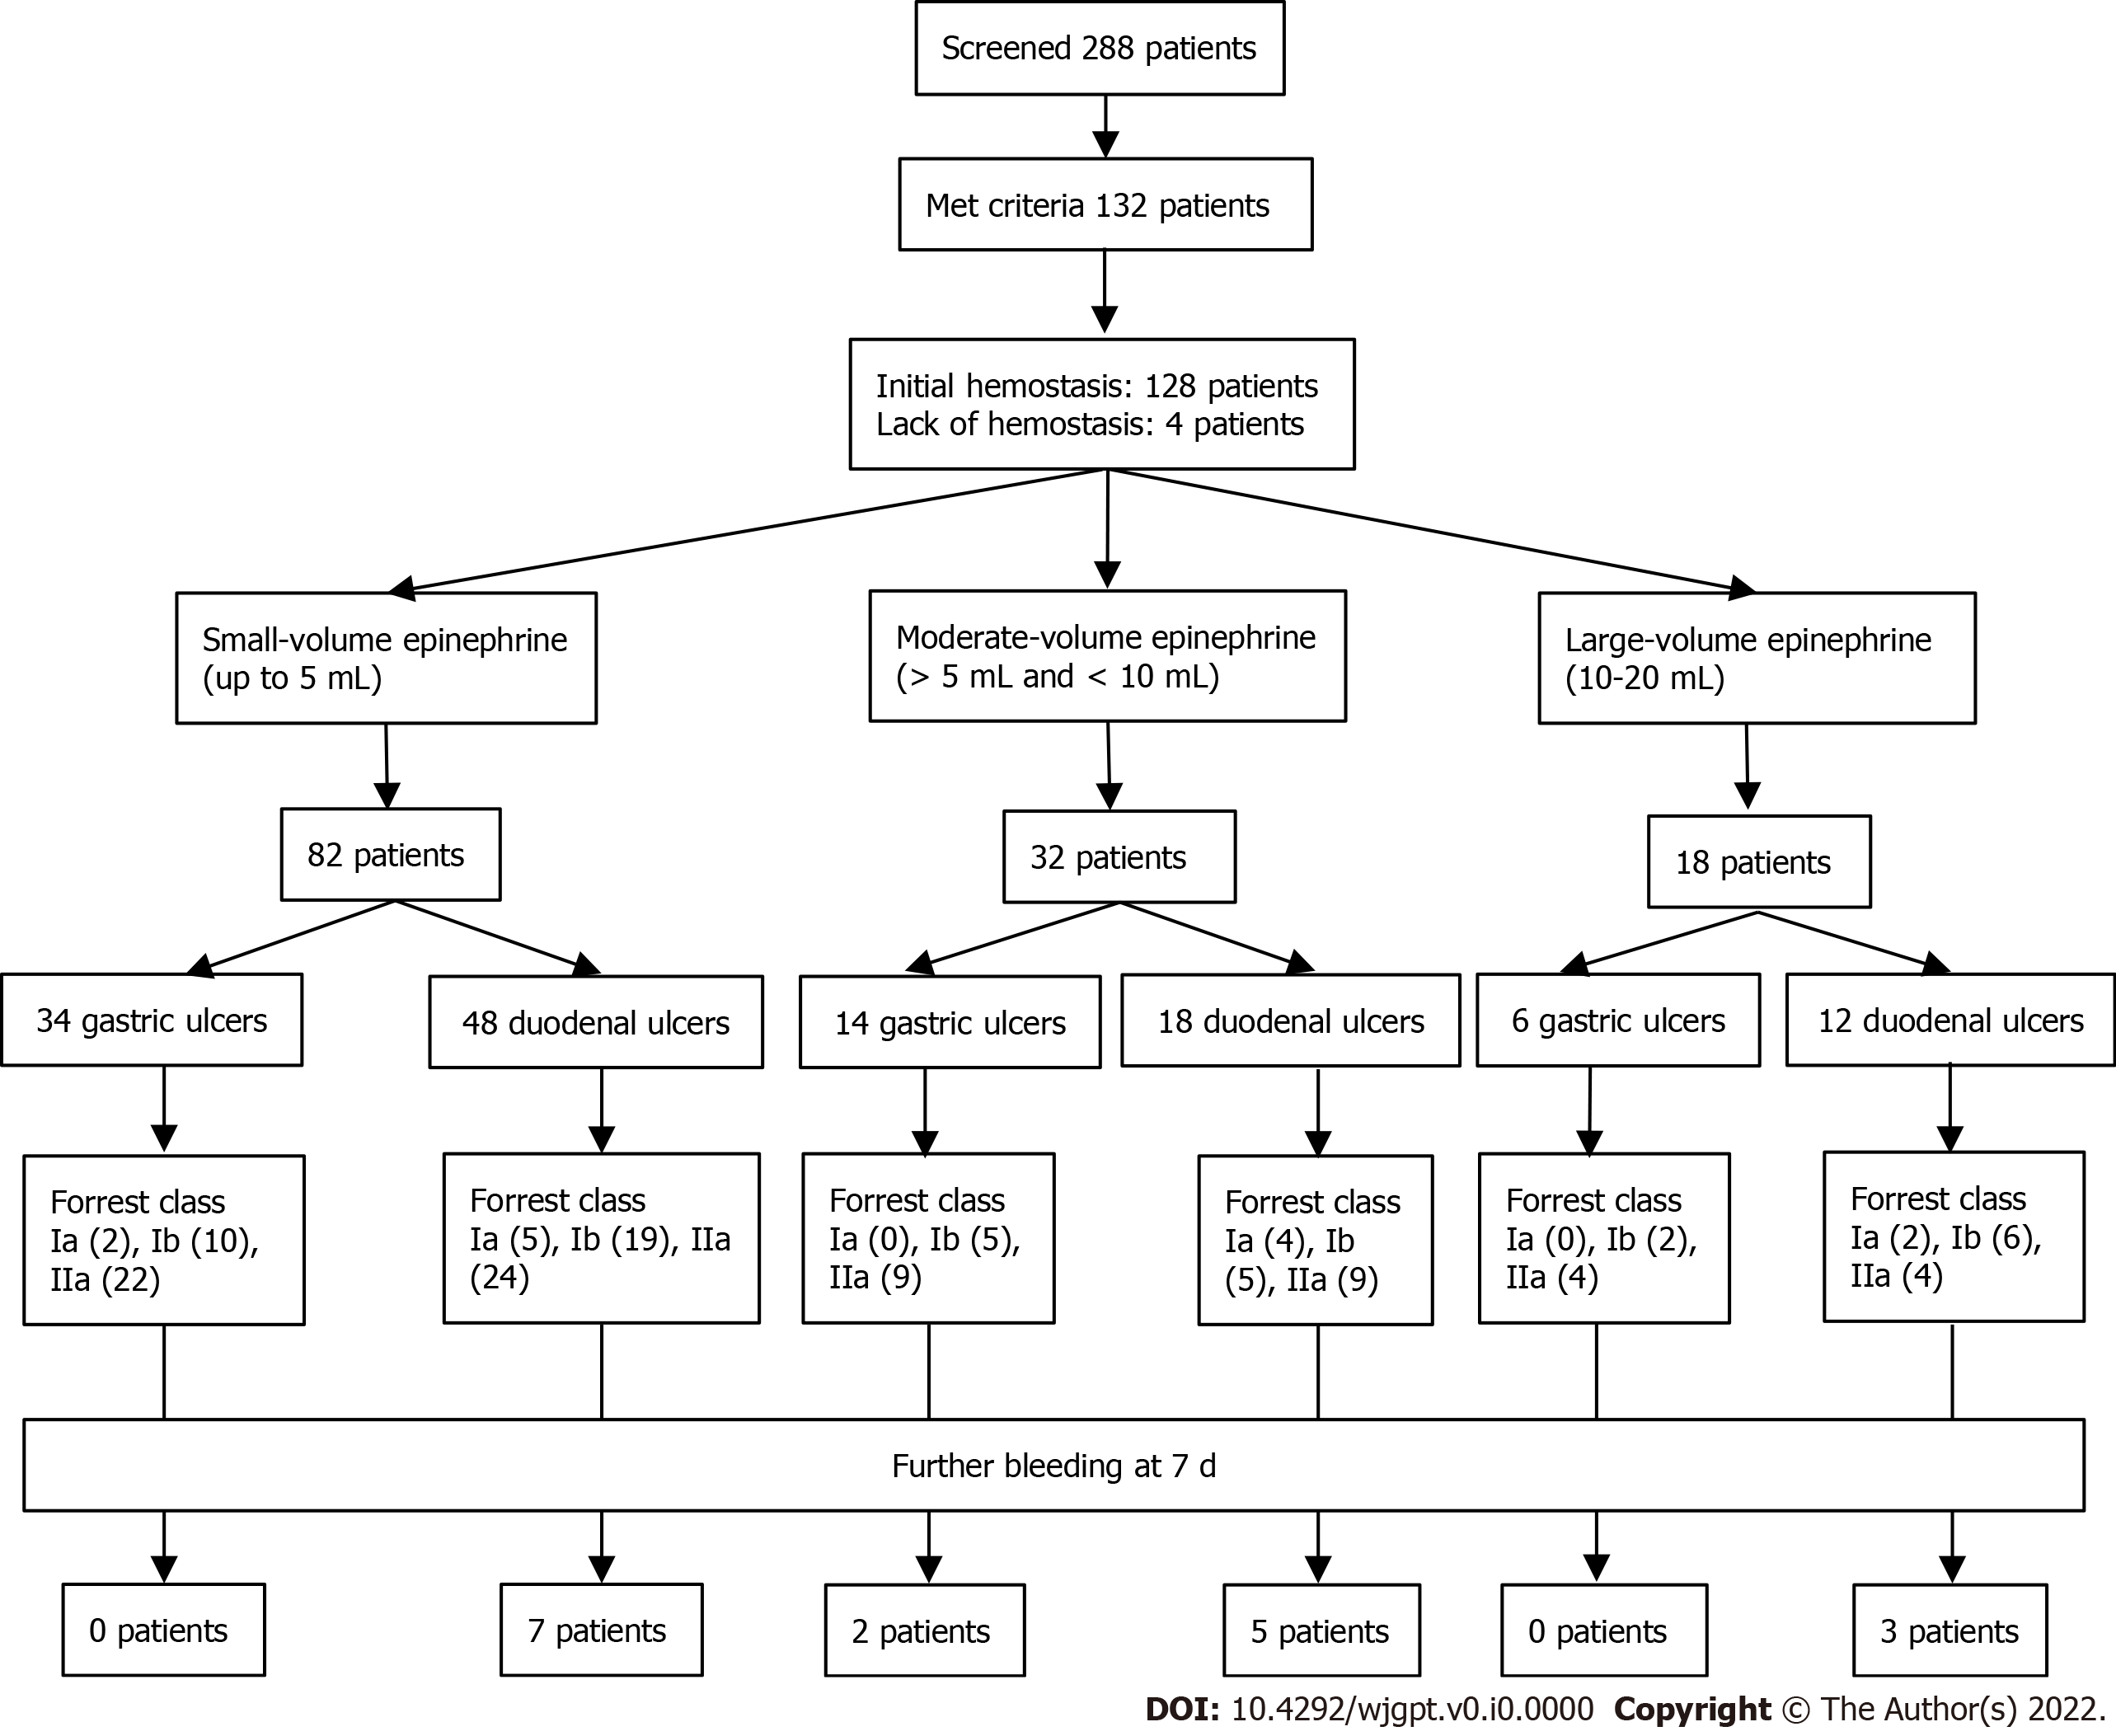 Screened 288 patients
Met criteria 132 patients
Initial hemostasis: 128 patients
Lack of hemostasis: 4 patients
Small-volume epinephrine
(up to 5 mL)
Moderate-volume epinephrine
(> 5 mL and < 10 mL)
Large-volume epinephrine
(10-20 mL)
82 patients
32 patients
18 patients
34 gastric ulcers
48 duodenal ulcers
14 gastric ulcers
18 duodenal ulcers
6 gastric ulcers
12 duodenal ulcers
Forrest class
Ia (2), Ib (10),
IIa (22)
Forrest class
Ia (5), Ib (19), IIa
(24)
Forrest class
Ia (0), Ib (5),
IIa (9)
Forrest class
Ia (4), Ib
(5), IIa (9)
Forrest class
Ia (0), Ib (2),
IIa (4)
Forrest class
Ia (2), Ib (6),
IIa (4)
Further bleeding at 7 d
0 patients
7 patients
2 patients
5 patients
0 patients
3 patients
DOI: 10.4292/wjgpt.v0.i0.0000 Copyright © The Author(s) 2022.